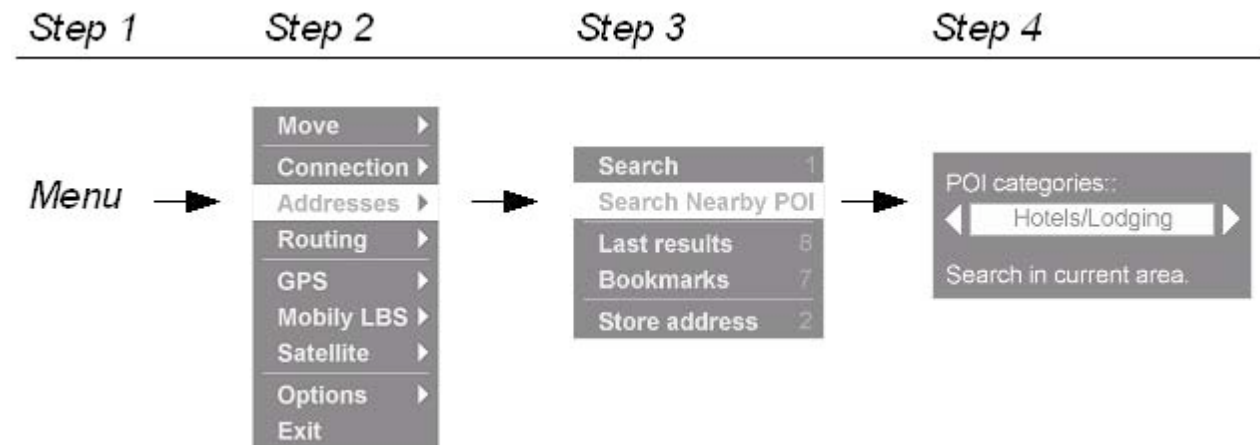 Step 1 Step 2 Step 3 Step 4
Menu
Move
Connection
Addresses
Routing
GPS
Mobily LBS
Satellite
Options
Exit
Search 1
Search Nearby POI
Last results 8
Bookmarks 7
Store address 2
POI categories::
Hotels/Lodging
Search in current area.